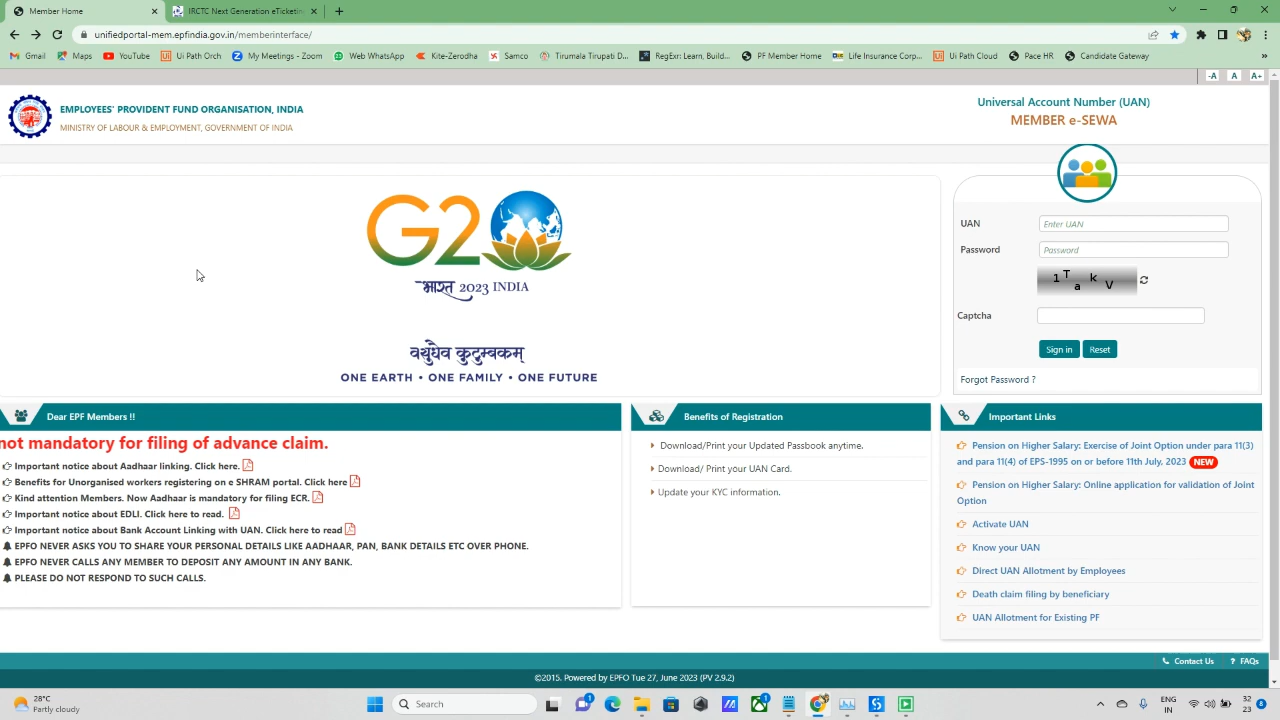 Member Home
IRCTC Next Generation eTicketin
unifiedportal-mem.epfindia.gov.in/memberinterface/
Gmail
Maps
YouTube
Ui Path Orch
My Meetings - Zoom
Web WhatsApp
Kite-Zerodha
Samco
Tirumala Tirupati D...
RegExr: Learn, Build...
PF Member Home
Life Insurance Corp...
Ui Path Cloud
Pace HR
Candidate Gateway
-A A A+
EMPLOYEES' PROVIDENT FUND ORGANISATION, INDIA
MINISTRY OF LABOUR & EMPLOYMENT, GOVERNMENT OF INDIA
Universal Account Number (UAN)
MEMBER e-SEWA
G20
भारत 2023 INDIA
वसुधैव कुटुम्बकम्
ONE EARTH • ONE FAMILY • ONE FUTURE
UAN
Enter UAN
Password
Password
1 T a k V
Captcha
Sign in
Reset
Forgot Password ?
Dear EPF Members !!
not mandatory for filing of advance claim.
Important notice about Aadhaar linking. Click here.
Benefits for Unorganised workers registering on e SHRAM portal. Click here
Kind attention Members. Now Aadhaar is mandatory for filing ECR.
Important notice about EDLI. Click here to read.
Important notice about Bank Account Linking with UAN. Click here to read
EPFO NEVER ASKS YOU TO SHARE YOUR PERSONAL DETAILS LIKE AADHAAR, PAN, BANK DETAILS ETC OVER PHONE.
EPFO NEVER CALLS ANY MEMBER TO DEPOSIT ANY AMOUNT IN ANY BANK.
PLEASE DO NOT RESPOND TO SUCH CALLS.
Benefits of Registration
Download/Print your Updated Passbook anytime.
Download/ Print your UAN Card.
Update your KYC information.
Important Links
Pension on Higher Salary: Exercise of Joint Option under para 11(3)
and para 11(4) of EPS-1995 on or before 11th July, 2023 NEW
Pension on Higher Salary: Online application for validation of Joint
Option
Activate UAN
Know your UAN
Direct UAN Allotment by Employees
Death claim filing by beneficiary
UAN Allotment for Existing PF
Contact Us
? FAQs
©2015. Powered by EPFO Tue 27, June 2023 (PV 2.9.2)
28°C
Partly cloudy
Search
ENG
IN